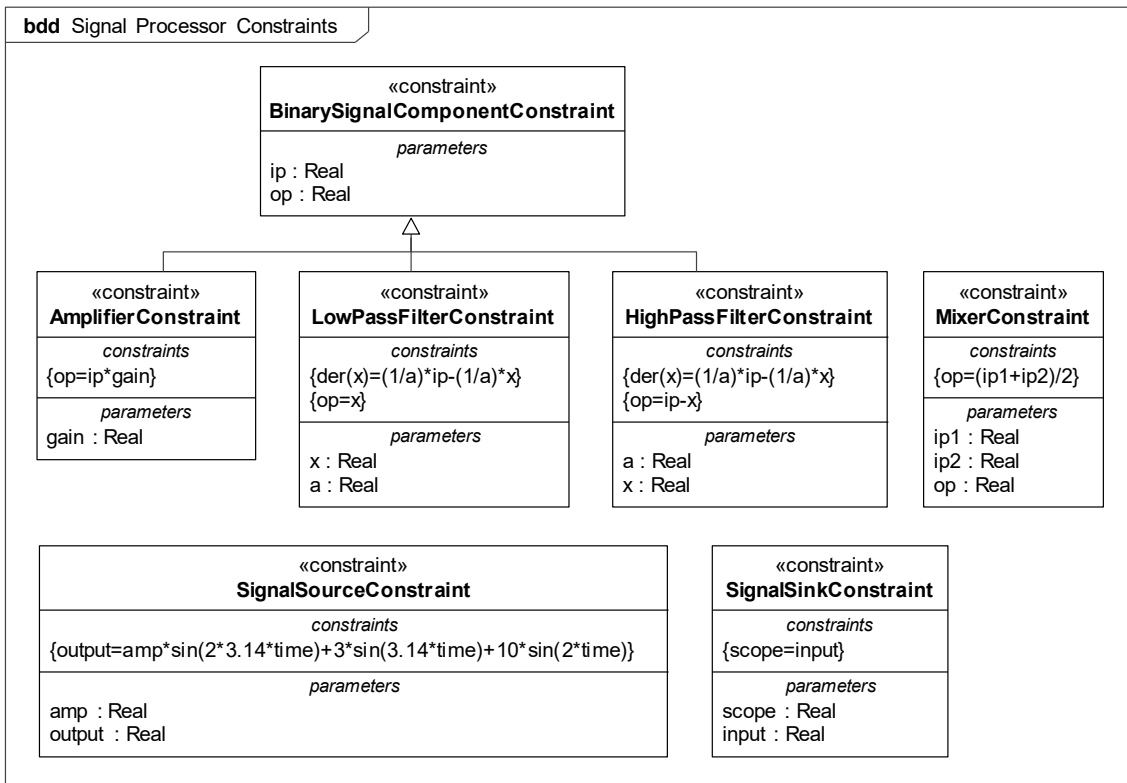 bdd Signal Processor Constraints
«constraint»
BinarySignalComponentConstraint
parameters
ip : Real
op : Real
«constraint»
AmplifierConstraint
constraints
{op=ip*gain}
parameters
gain : Real
«constraint»
LowPassFilterConstraint
constraints
{der(x)=(1/a)*ip-(1/a)*x}
{op=x}
parameters
x : Real
a : Real
«constraint»
HighPassFilterConstraint
constraints
{der(x)=(1/a)*ip-(1/a)*x}
{op=ip-x}
parameters
a : Real
x : Real
«constraint»
MixerConstraint
constraints
{op=(ip1+ip2)/2}
parameters
ip1 : Real
ip2 : Real
op : Real
«constraint»
SignalSourceConstraint
constraints
{output=amp*sin(2*3.14*time)+3*sin(3.14*time)+10*sin(2*time)}
parameters
amp : Real
output : Real
«constraint»
SignalSinkConstraint
constraints
{scope=input}
parameters
scope : Real
input : Real